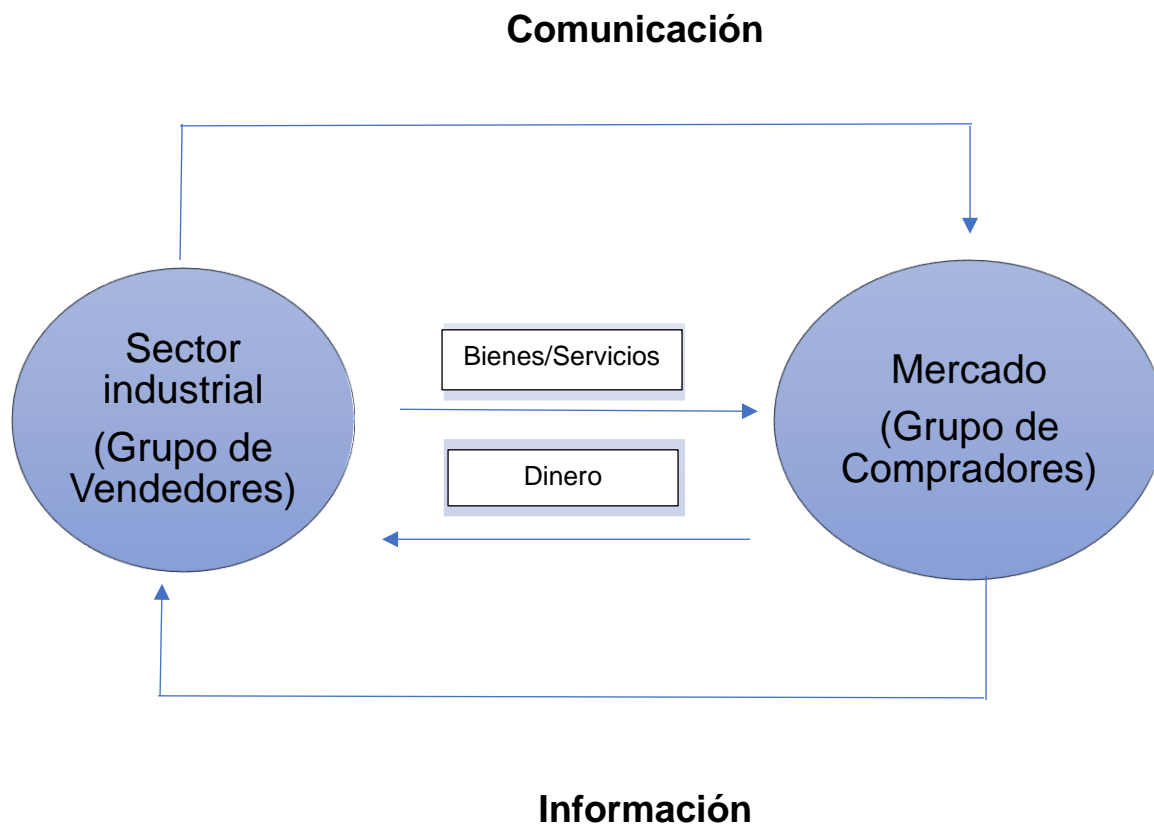 Comunicación
Sector
industrial
(Grupo de
Vendedores)
Bienes/Servicios
Dinero
Mercado
(Grupo de
Compradores)
Información